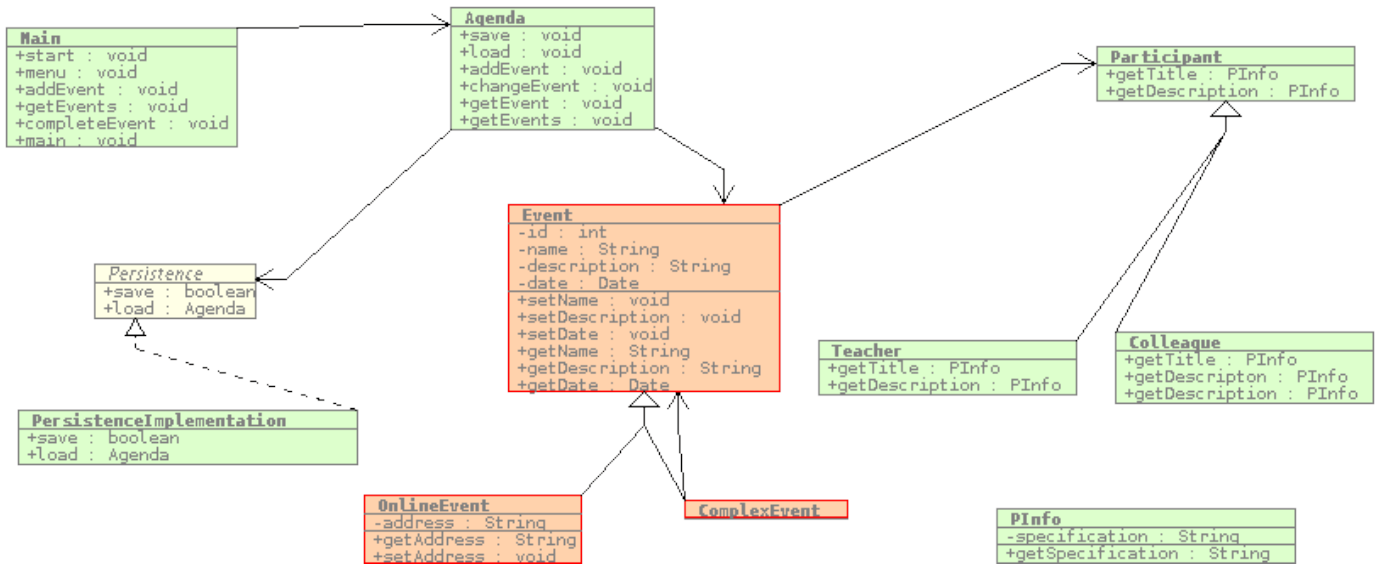 Main
+start : void
+menu : void
+addEvent : void
+getEvents : void
+completeEvent : void
+main : void
Agenda
+save : void
+load : void
+addEvent : void
+changeEvent : void
+getEvent : void
+getEvents : void
Participant
+getTitle : PInfo
+getDescription : PInfo
Persistence
+save : boolean
+load : Agenda
Event
-id : int
-name : String
-description : String
-date : Date
+setName : void
+setDescription : void
+setDate : void
+getName : String
+getDescription : String
+getDate : Date
Teacher
+getTitle : PInfo
+getDescription : PInfo
Colleague
+getTitle : PInfo
+getDescripton : PInfo
+getDescription : PInfo
PersistenceImplementation
+save : boolean
+load : Agenda
OnlineEvent
-address : String
+getAddress : String
+setAddress : void
ComplexEvent
PInfo
-specification : String
+getSpecification : String